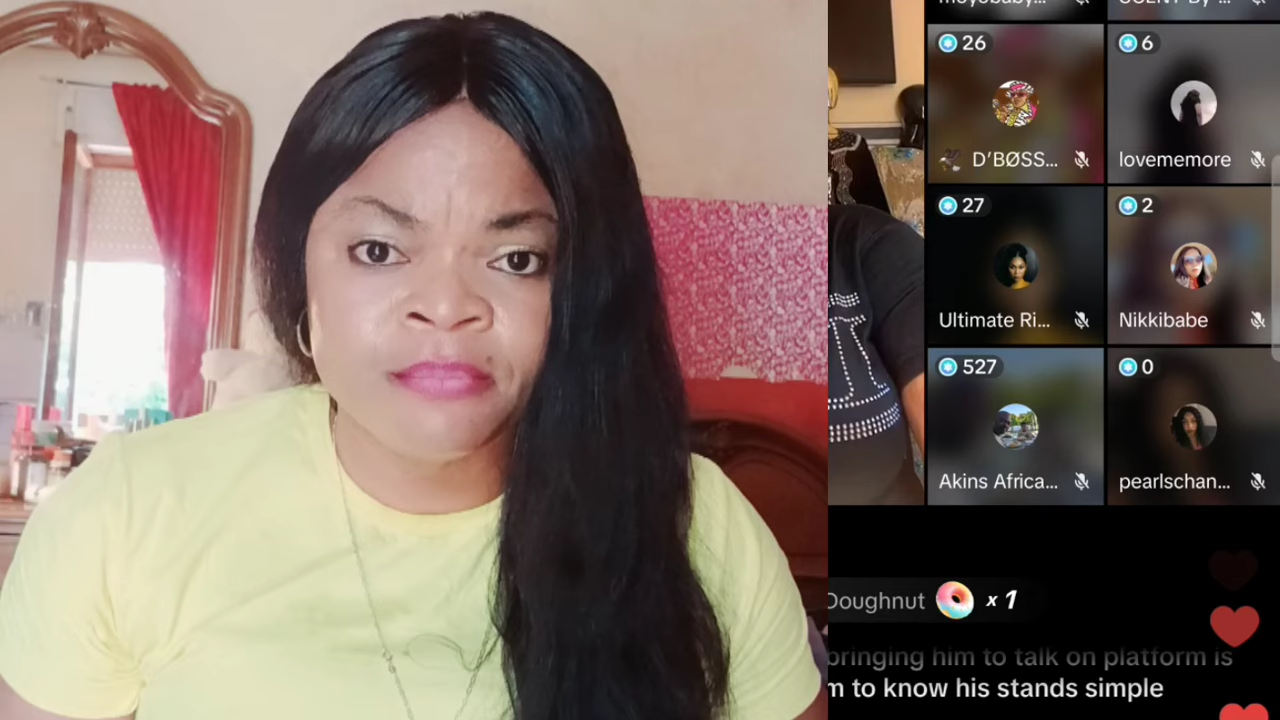 26
6
D'BØSS...
lovememore
27
2
Ultimate Ri...
Nikkibabe
527
0
Akins Africa...
pearlschan...
Doughnut x 1
bringing him to talk on platform is
to know his stands simple